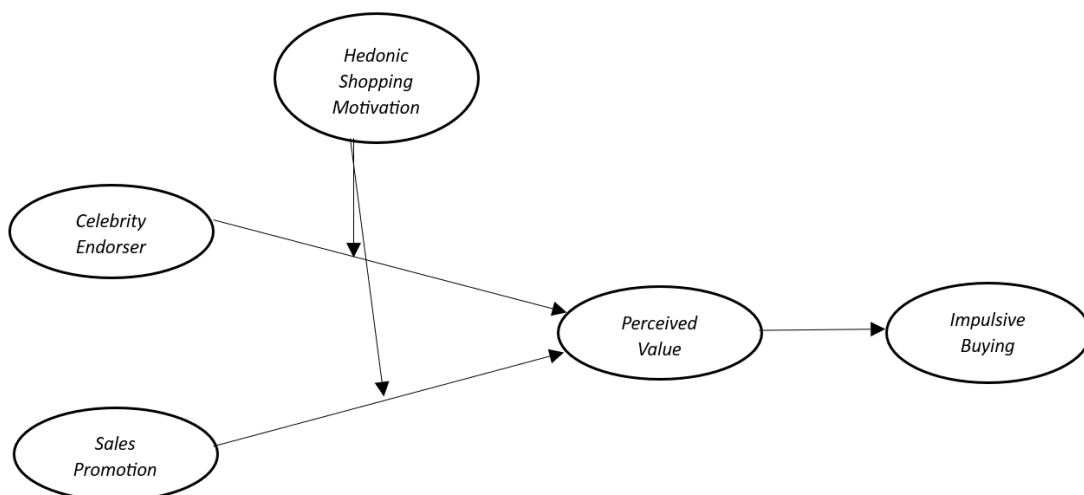 Hedonic
Shopping
Motivation
Celebrity
Endorser
Perceived
Value
Impulsive
Buying
Sales
Promotion